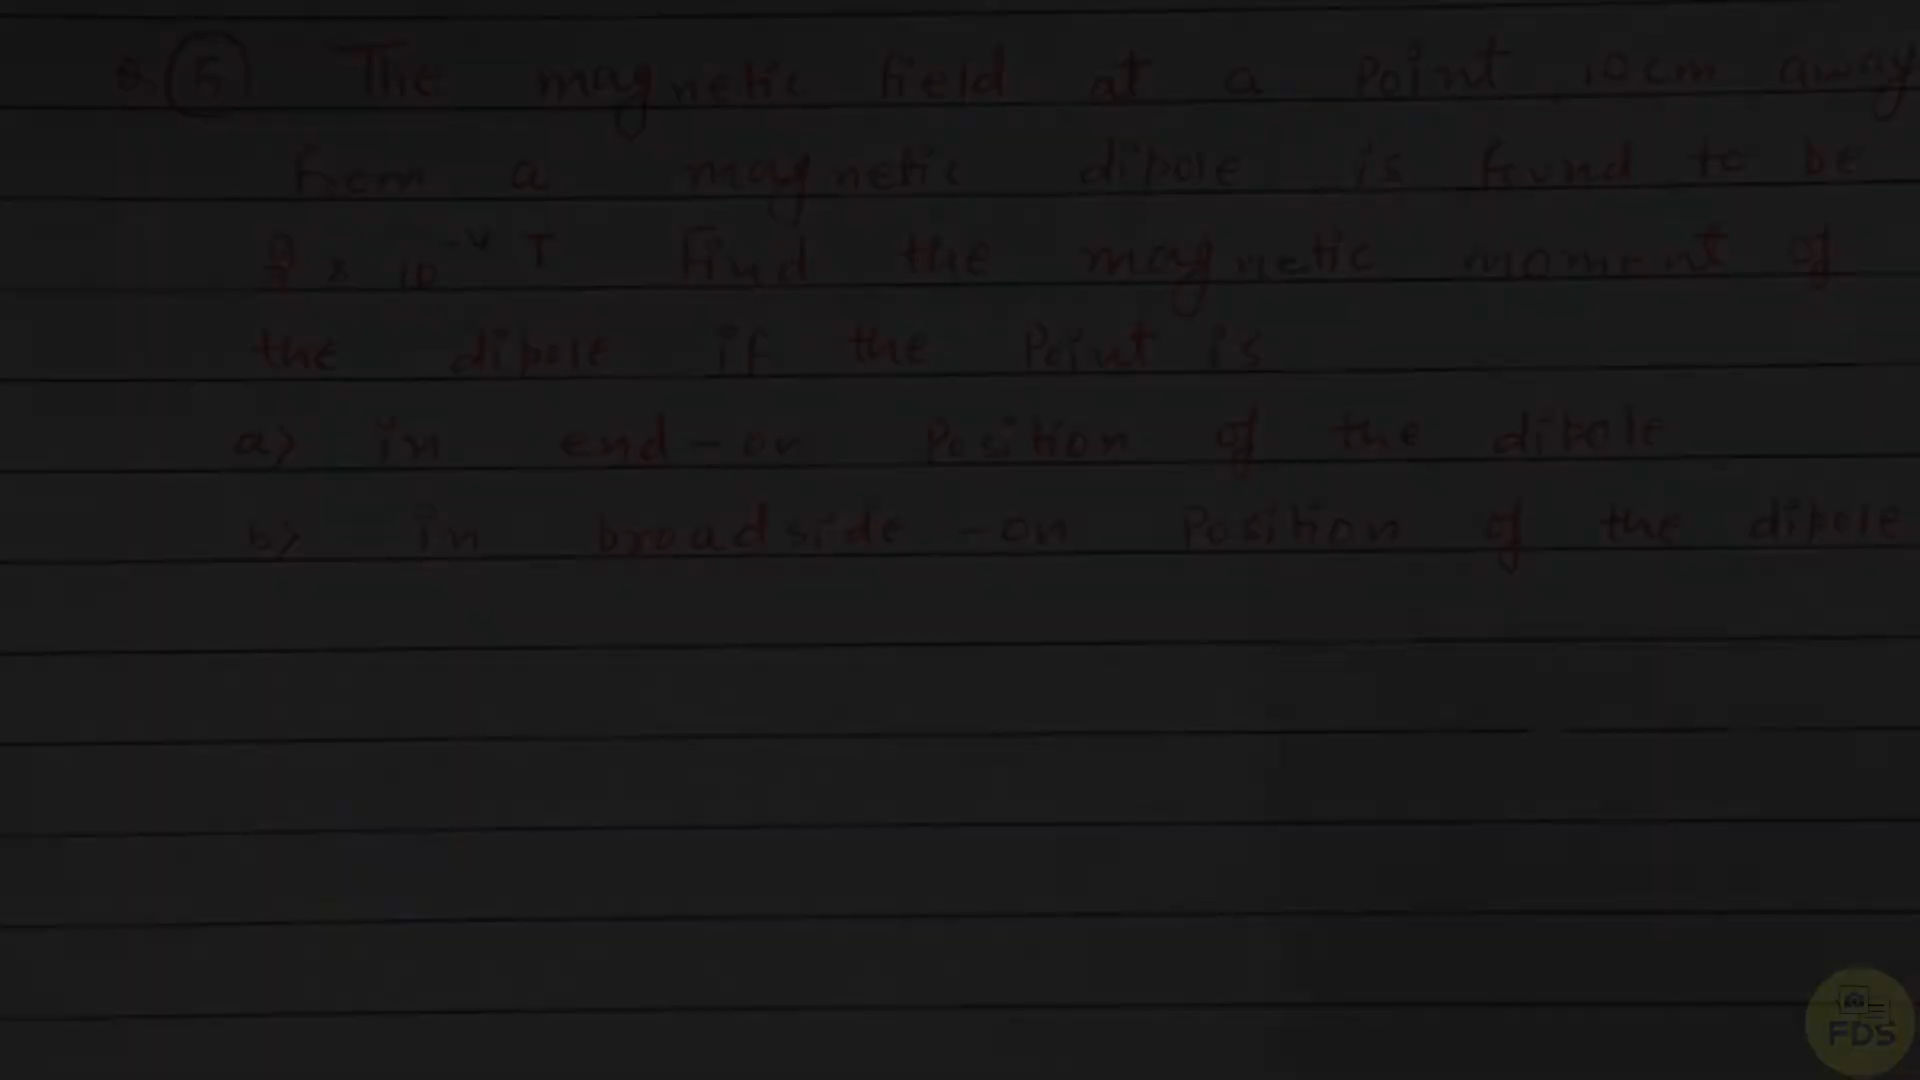 Q. 5 The magnetic field at a point 10cm away
from a magnetic dipole is found to be
x 10 T Find the magnetic moment of
the dipole if the point is
a) in end-on position of the dipole
b) in broadside-on position of the dipole
FDS